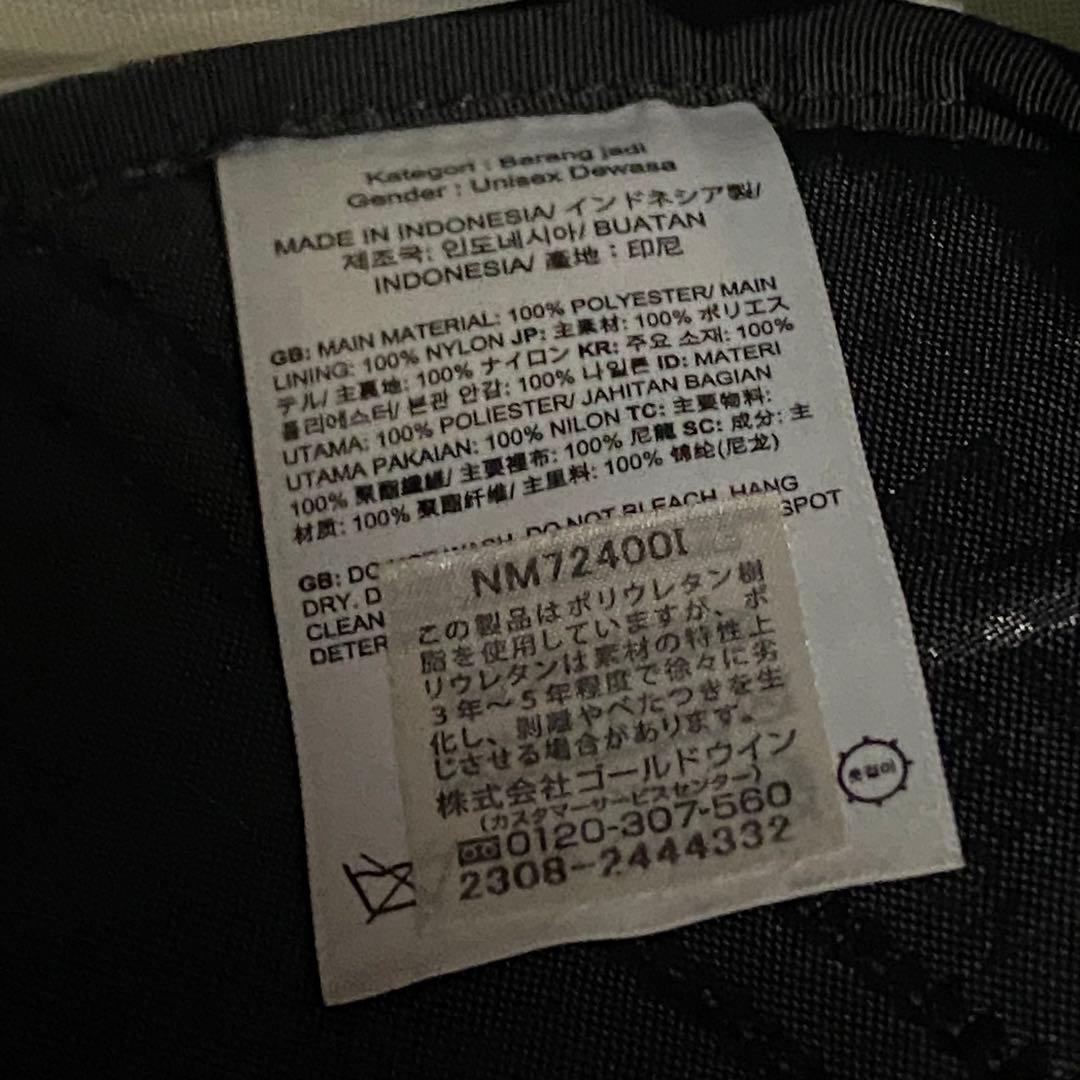 Kategori : Barang jadi
Gender : Unisex Dewasa
MADE IN INDONESIA/ インドネシア製/
제조국: 인도네시아/ BUATAN
INDONESIA/ 產地：印尼
GB: MAIN MATERIAL: 100% POLYESTER/ MAIN
LINING: 100% NYLON JP: 主素材: 100% ポリエス
テル/ 主裏地: 100% ナイロン KR: 주요 소재: 100%
폴리에스터/ 본판 안감: 100% 나일론 ID: MATERI
UTAMA: 100% POLIESTER/ JAHITAN BAGIAN
UTAMA PAKAIAN: 100% NILON TC: 主要物料:
100% 聚酯纖維/ 主要裡布: 100% 尼龍 SC: 成分: 主
材质: 100% 聚酯纤维/ 主里料: 100% 锦纶(尼龙)
GB: DO NOT WASH. DO NOT BLEACH. HANG
DRY. D SPOT
CLEAN
DETER
NM72400I
この製品はポリウレタン樹
脂を使用していますが、ポ
リウレタンは素材の特性上
3年～5年程度で徐々に劣
化し、剥離やべたつきを生
じさせる場合があります。
株式会社ゴールドウイン
(カスタマーサービスセンター)
0120-307-560
2308-2444332
손걸이